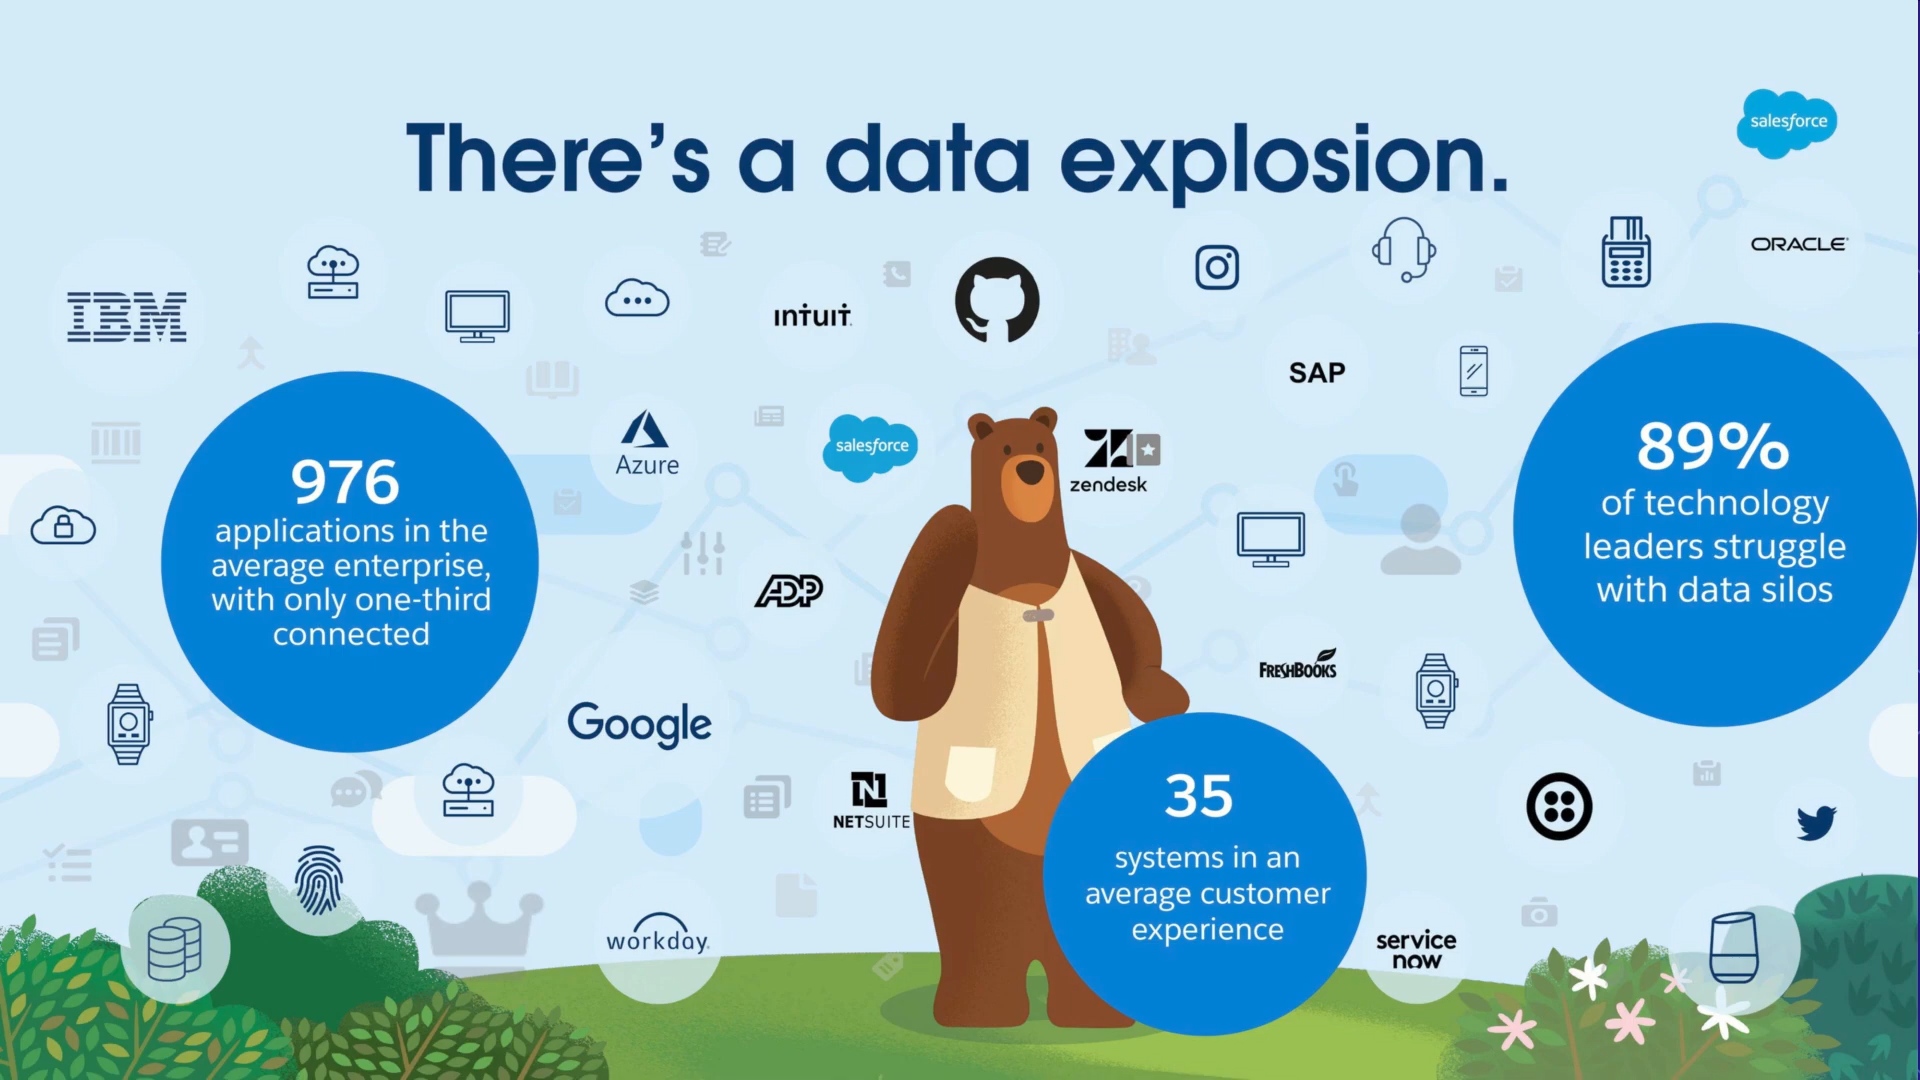 There's a data explosion.
salesforce
ORACLE
IBM
intuit.
SAP
Azure
salesforce
zendesk
976
applications in the
average enterprise,
with only one-third
connected
89%
of technology
leaders struggle
with data silos
ADP
FRESHBOOKS
Google
NETSUITE
35
systems in an
average customer
experience
workday.
service
now